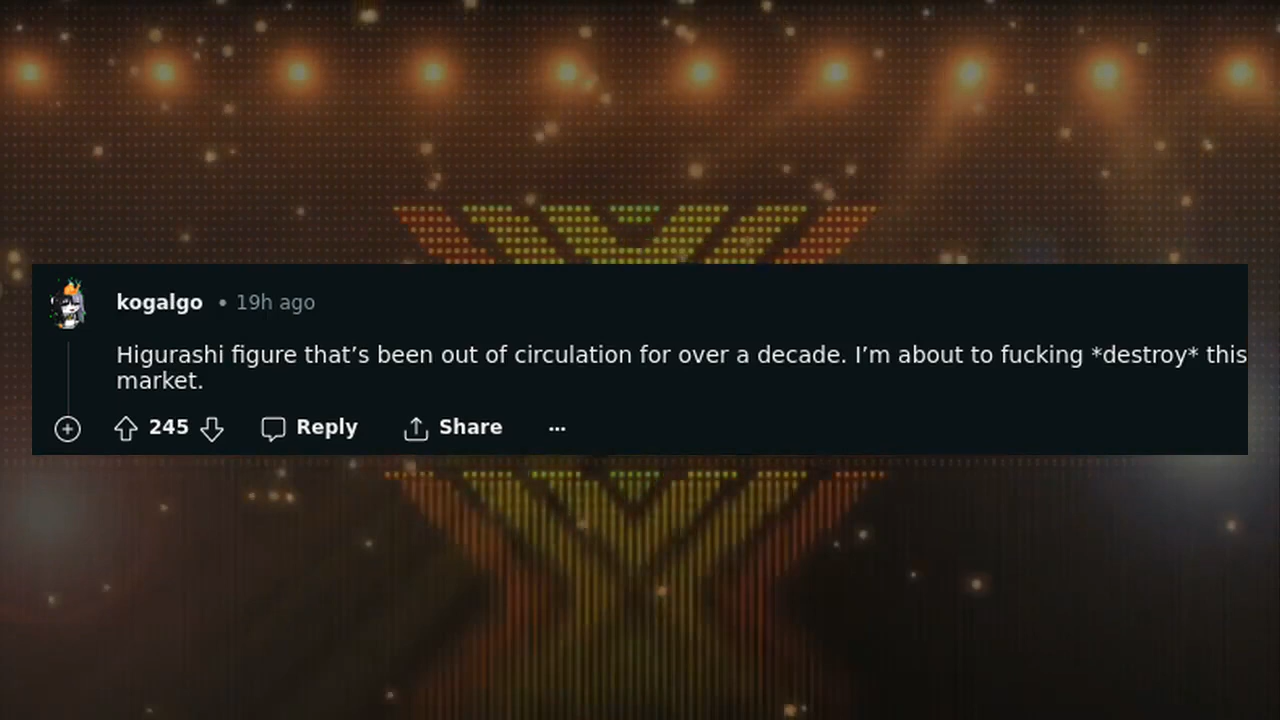 kogalgo • 19h ago
Higurashi figure that’s been out of circulation for over a decade. I’m about to fucking *destroy* this
market.
245 Reply Share ···